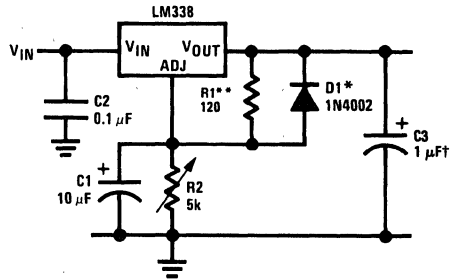 LM338
VIN
VIN
VOUT
ADJ
R1**
120
D1*
1N4002
C2
0.1 μF
C3
1 μF†
+
+
C1
10 μF
R2
5k